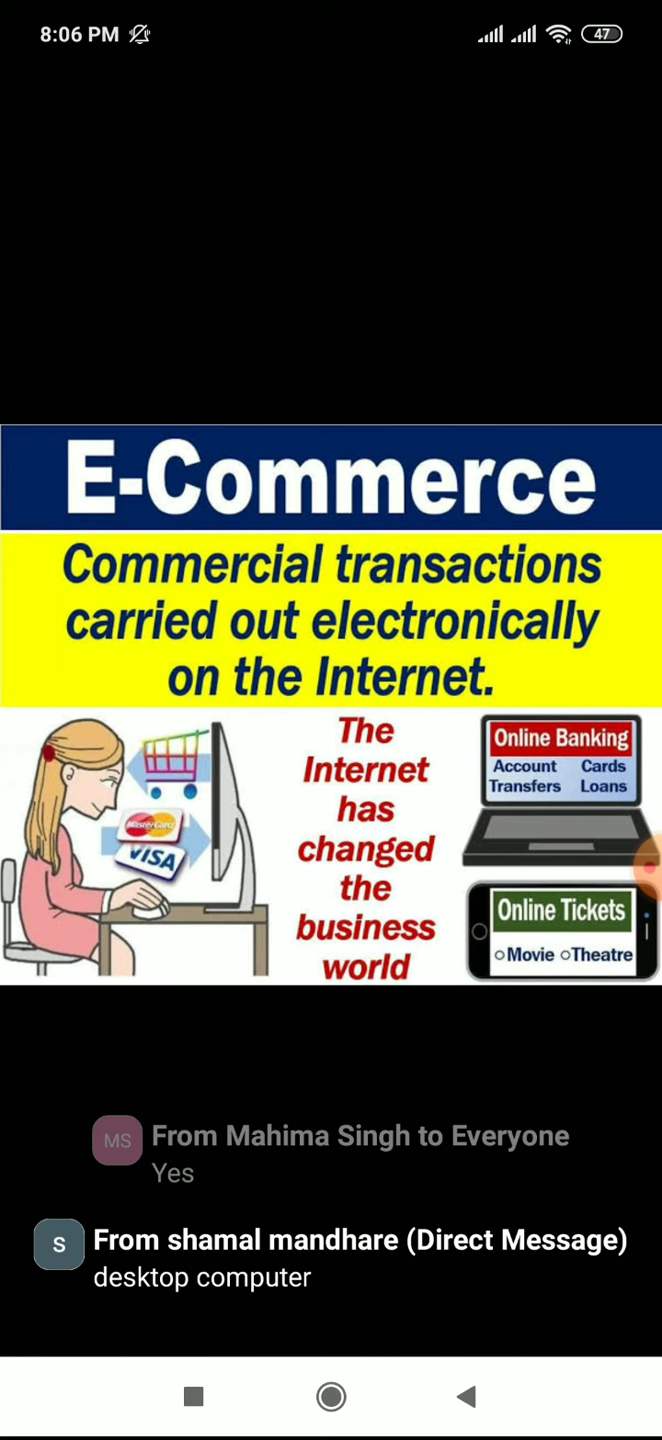 8:06 PM
47
E-Commerce
Commercial transactions
carried out electronically
on the Internet.
MasterCard
VISA
The
Internet
has
changed
the
business
world
Online Banking
Account Cards
Transfers Loans
Online Tickets
Movie Theatre
MS
From Mahima Singh to Everyone
Yes
S
From shamal mandhare (Direct Message)
desktop computer